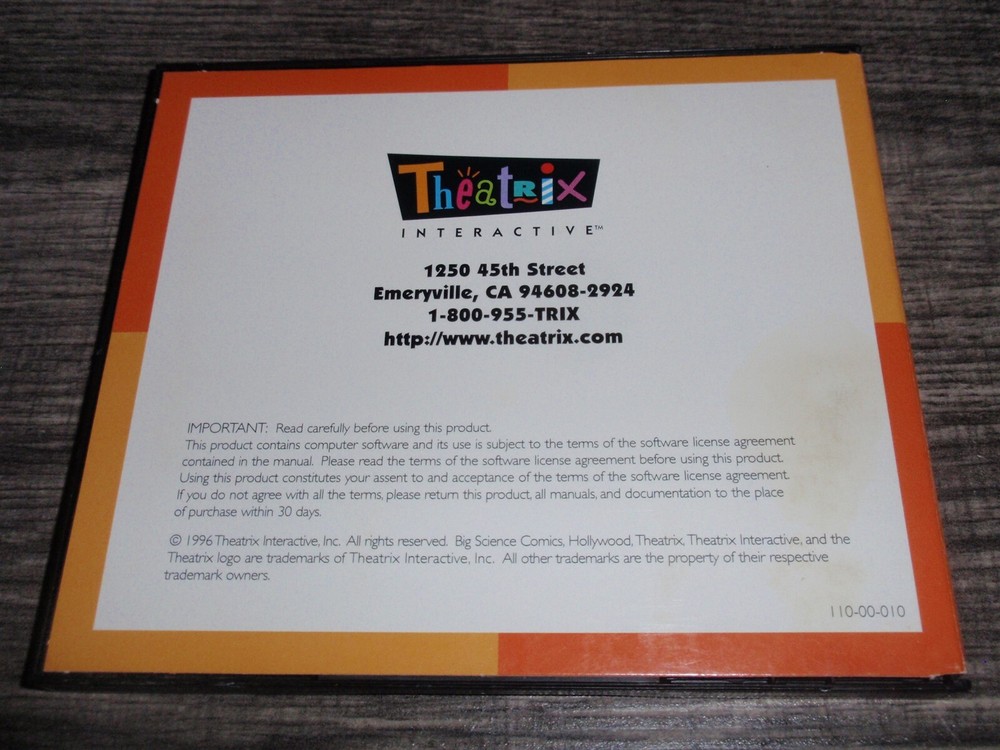 Theatrix
INTERACTIVE™
1250 45th Street
Emeryville, CA 94608-2924
1-800-955-TRIX
http://www.theatrix.com
IMPORTANT: Read carefully before using this product.
This product contains computer software and its use is subject to the terms of the software license agreement
contained in the manual. Please read the terms of the software license agreement before using this product.
Using this product constitutes your assent to and acceptance of the terms of the software license agreement.
If you do not agree with all the terms, please return this product, all manuals, and documentation to the place
of purchase within 30 days.
© 1996 Theatrix Interactive, Inc. All rights reserved. Big Science Comics, Hollywood, Theatrix, Theatrix Interactive, and the
Theatrix logo are trademarks of Theatrix Interactive, Inc. All other trademarks are the property of their respective
trademark owners.
110-00-010